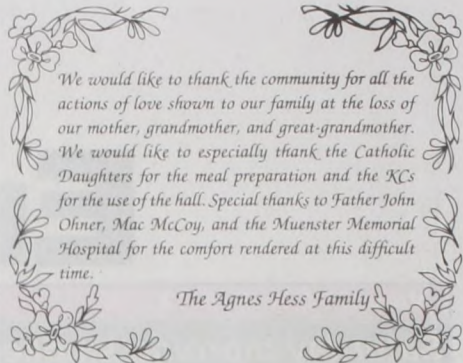 We would like to thank the community for all the
actions of love shown to our family at the loss of
our mother, grandmother, and great-grandmother.
We would like to especially thank the Catholic
Daughters for the meal preparation and the KCs
for the use of the hall. Special thanks to Father John
Ohner, Mac McCoy, and the Muenster Memorial
Hospital for the comfort rendered at this difficult
time.
The Agnes Hess Family